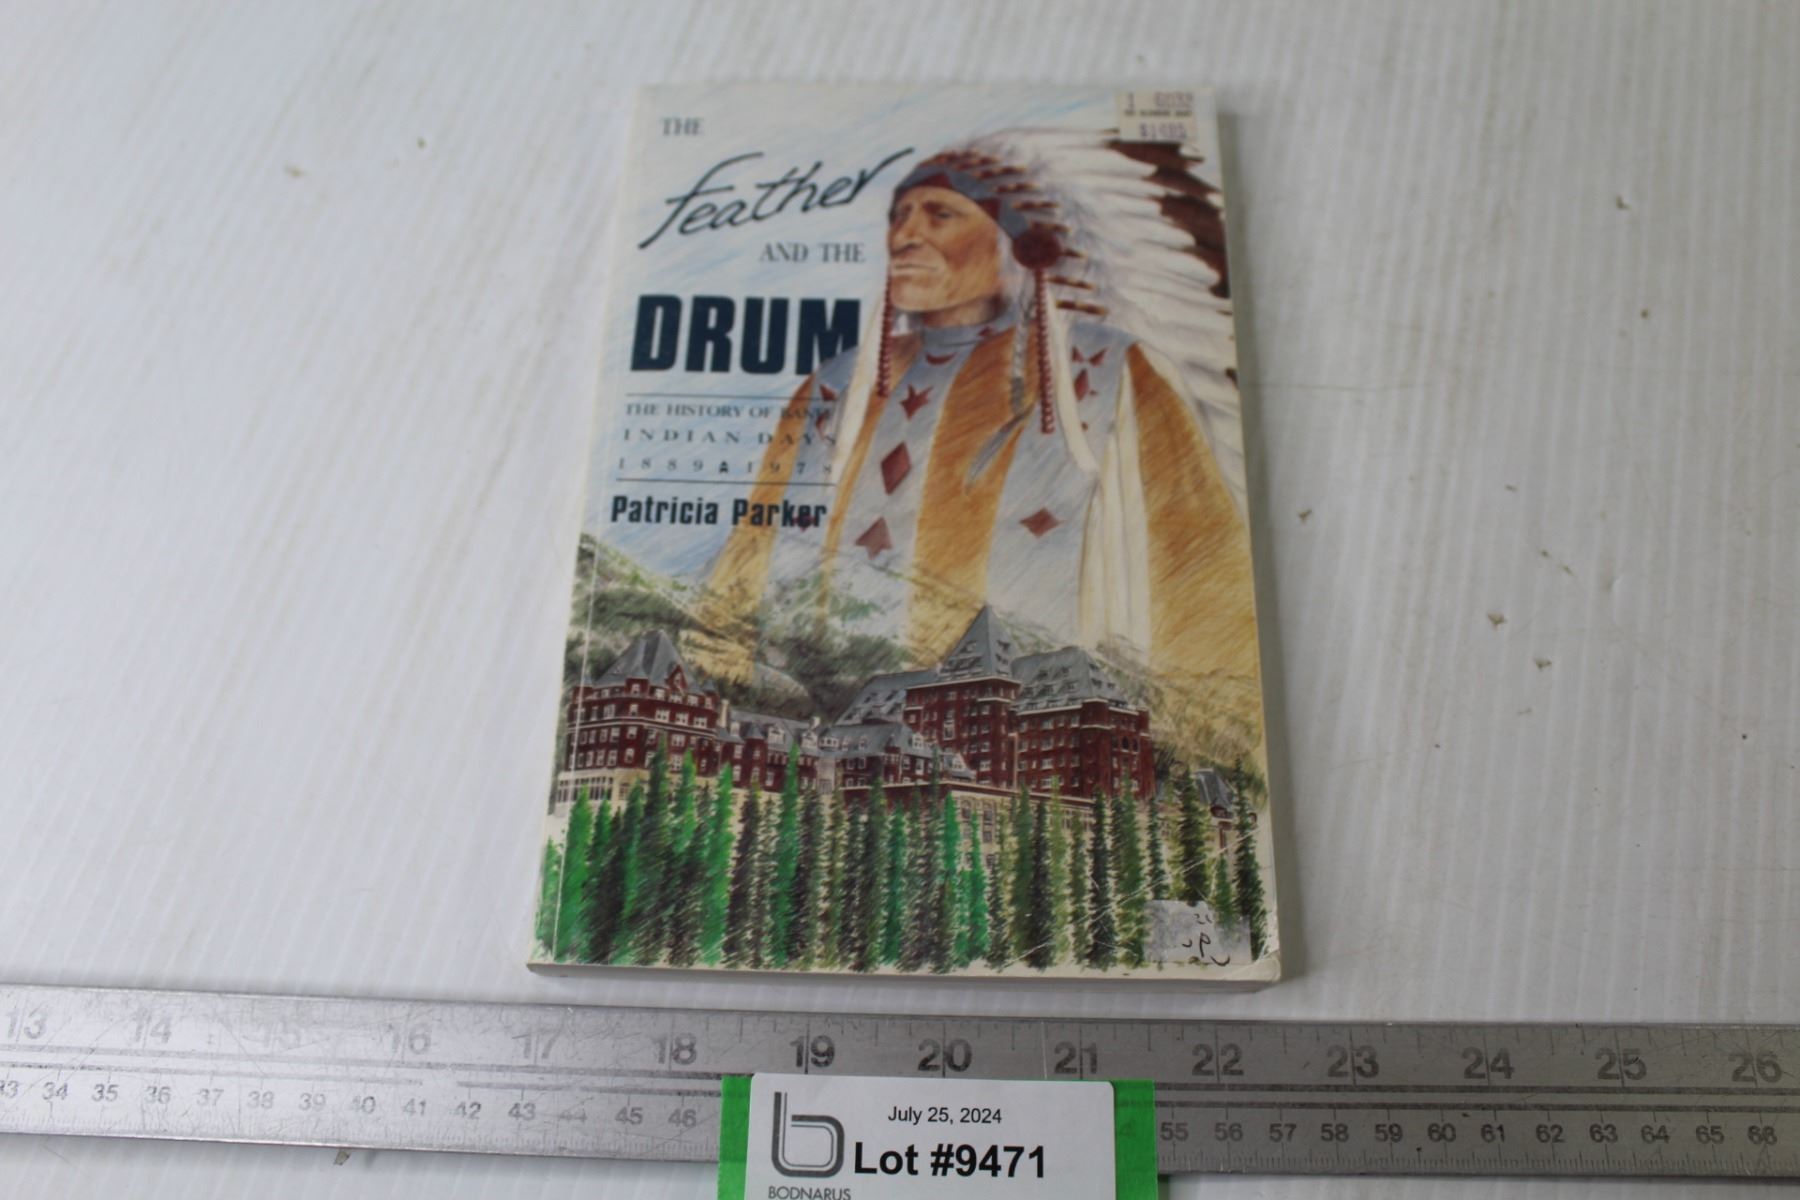 THE
Feather
AND THE
DRUM
THE HISTORY OF BANFF
INDIAN DAYS
1889 1978
Patricia Parker
$1495
13 14 15 16 17 18 19 20 21 22 23 24 25 26
33 34 35 36 37 38 39 40 41 42 43 44 45 46 55 56 57 58 59 60 61 62 63 64 65 66
July 25, 2024
Lot #9471
BODNARUS